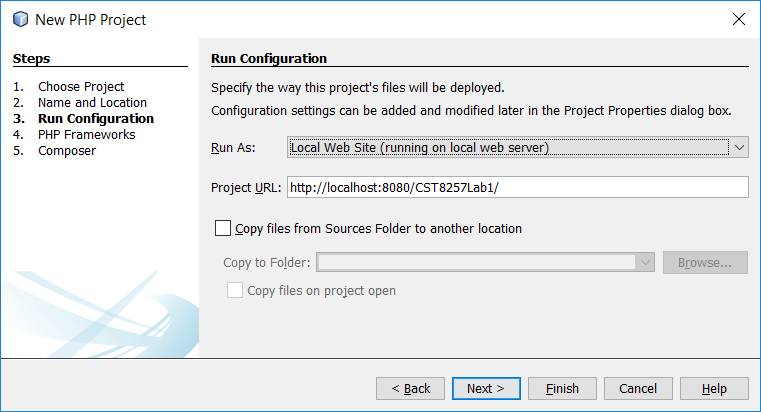 New PHP Project
Steps
1. Choose Project
2. Name and Location
3. Run Configuration
4. PHP Frameworks
5. Composer
Run Configuration
Specify the way this project's files will be deployed.
Configuration settings can be added and modified later in the Project Properties dialog box.
Run As: Local Web Site (running on local web server)
Project URL: http://localhost:8080/CST8257Lab1/
Copy files from Sources Folder to another location
Copy to Folder: Browse...
Copy files on project open
< Back Next > Finish Cancel Help